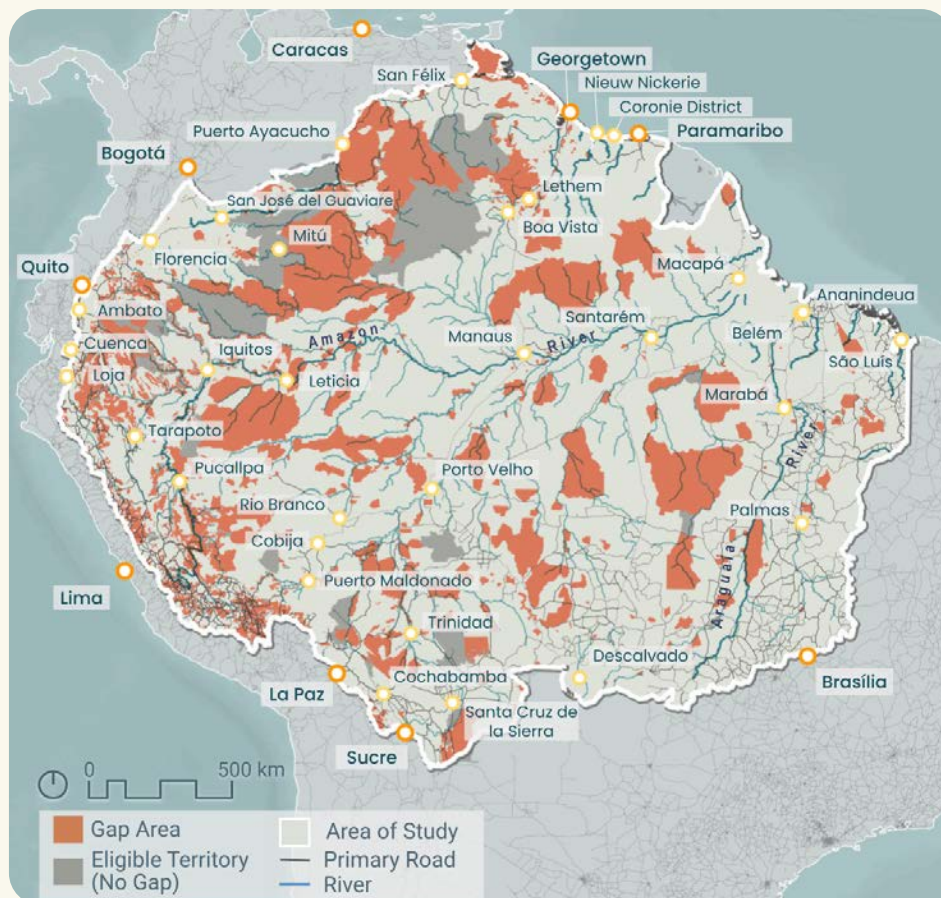 Caracas
San Félix
Georgetown
Nieuw Nickerie
Coronie District
Puerto Ayacucho
Paramaribo
Bogotá
Lethem
San José del Guaviare
Boa Vista
Mitú
Florencia
Quito
Macapá
Ananindeua
Ambato
Amazon
Manaus
River
Santarém
Belém
Cuenca
Iquitos
São Luís
Loja
Leticia
Marabá
River
Tarapoto
Pucallpa
Porto Velho
Rio Branco
Palmas
Cobija
Araguaia
Lima
Puerto Maldonado
Trinidad
Descalvado
La Paz
Cochabamba
Brasília
Santa Cruz de
la Sierra
Sucre
0 500 km
Gap Area
Area of Study
Eligible Territory
(No Gap)
Primary Road
River